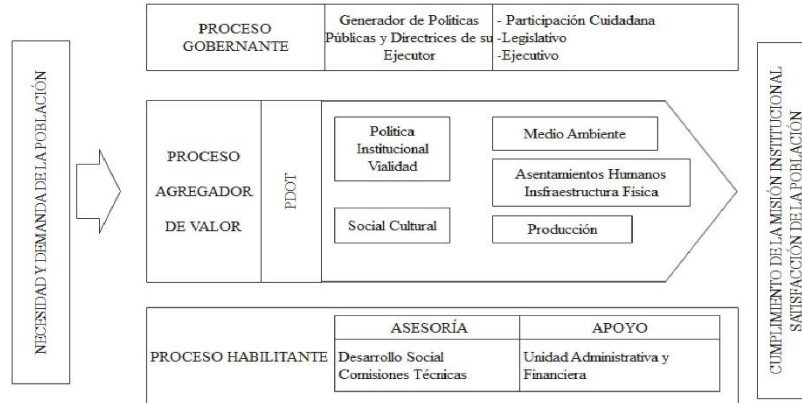 NECESIDAD Y DEMANDA DE LA POBLACIÓN
PROCESO
GOBERNANTE
Generador de Políticas
Públicas y Directrices de su
Ejecutor
- Participación Cuidadana
-Legislativo
-Ejecutivo
PROCESO
AGREGADOR
DE VALOR
PDOT
Politica
Institucional
Vialidad
Social Cultural
Medio Ambiente
Asentamientos Humanos
Insfraestructura Física
Producción
PROCESO HABILITANTE
ASESORÍA
Desarrollo Social
Comisiones Técnicas
APOYO
Unidad Administrativa y
Financiera
CUMPLIMIENTO DE LA MISIÓN INSTITUCIONAL
SATISFACCIÓN DE LA POBLACIÓN